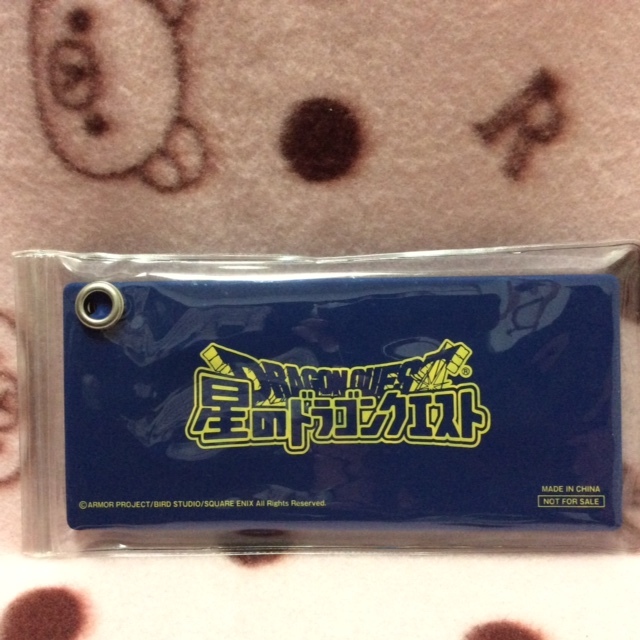 R
DRAGON QUEST®
星のドラゴンクエスト
©ARMOR PROJECT/BIRD STUDIO/SQUARE ENIX All Rights Reserved.
MADE IN CHINA
NOT FOR SALE